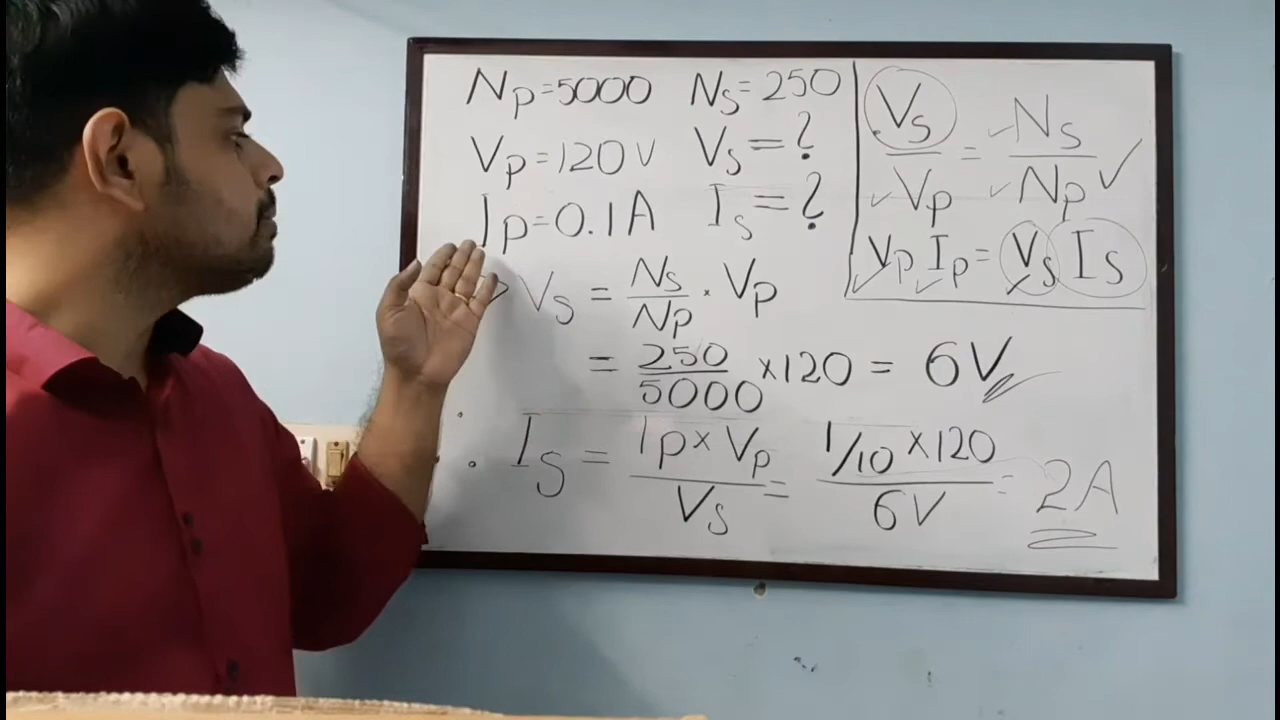 Np=5000 Ns=250
Vp=120V Vs=?
Ip=0.1A Is=?
Vs/Vp = Ns/Np
VpIp=VsIs
Vs = Ns/Np . Vp
= 250/5000 ×120 = 6V
Is = Ip×Vp/Vs = 1/10×120/6V = 2A